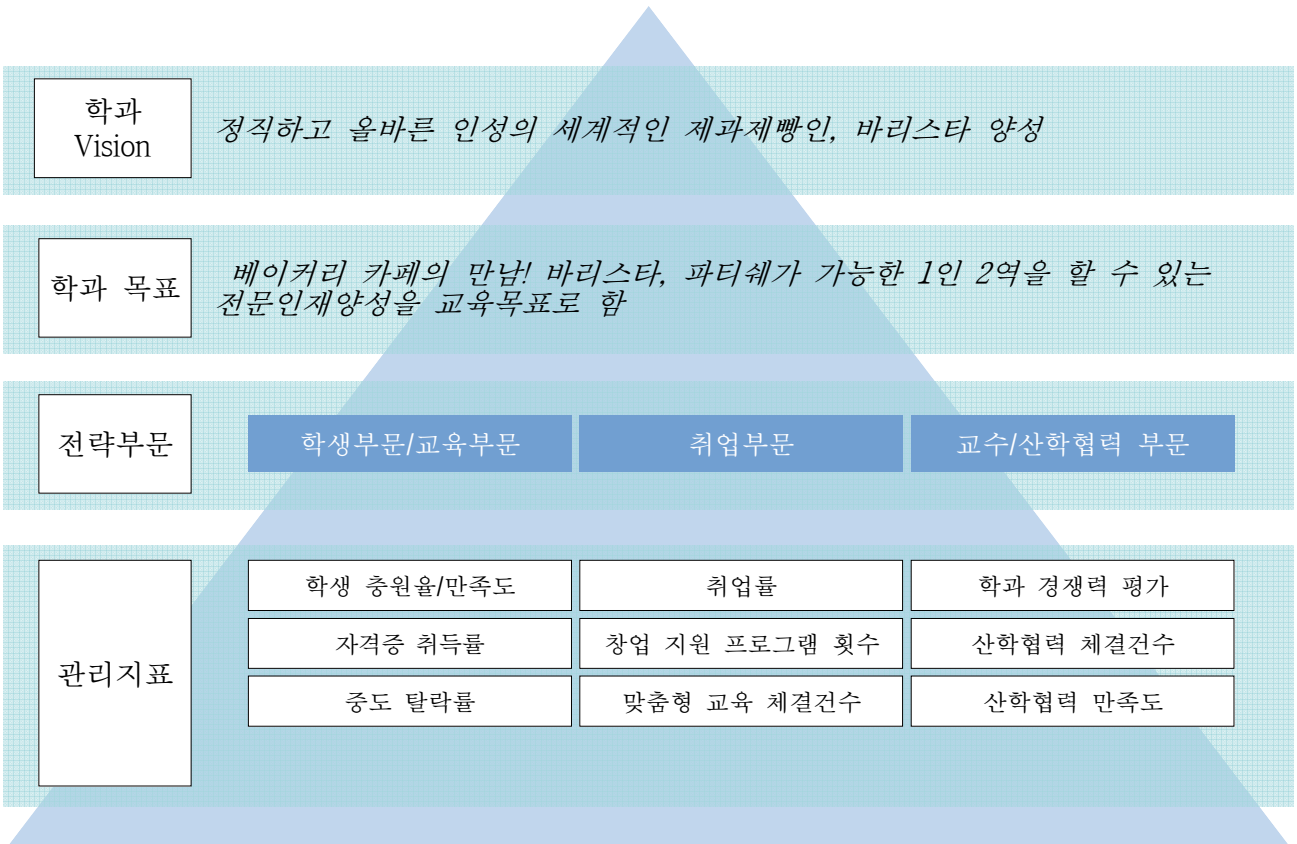 학과
Vision
정직하고 올바른 인성의 세계적인 제과제빵인, 바리스타 양성
학과 목표
베이커리 카페의 만남! 바리스타, 파티쉐가 가능한 1인 2역을 할 수 있는
전문인재양성을 교육목표로 함
전략부문
학생부문/교육부문
취업부문
교수/산학협력 부문
관리지표
학생 충원율/만족도
취업률
학과 경쟁력 평가
자격증 취득률
창업 지원 프로그램 횟수
산학협력 체결건수
중도 탈락률
맞춤형 교육 체결건수
산학협력 만족도